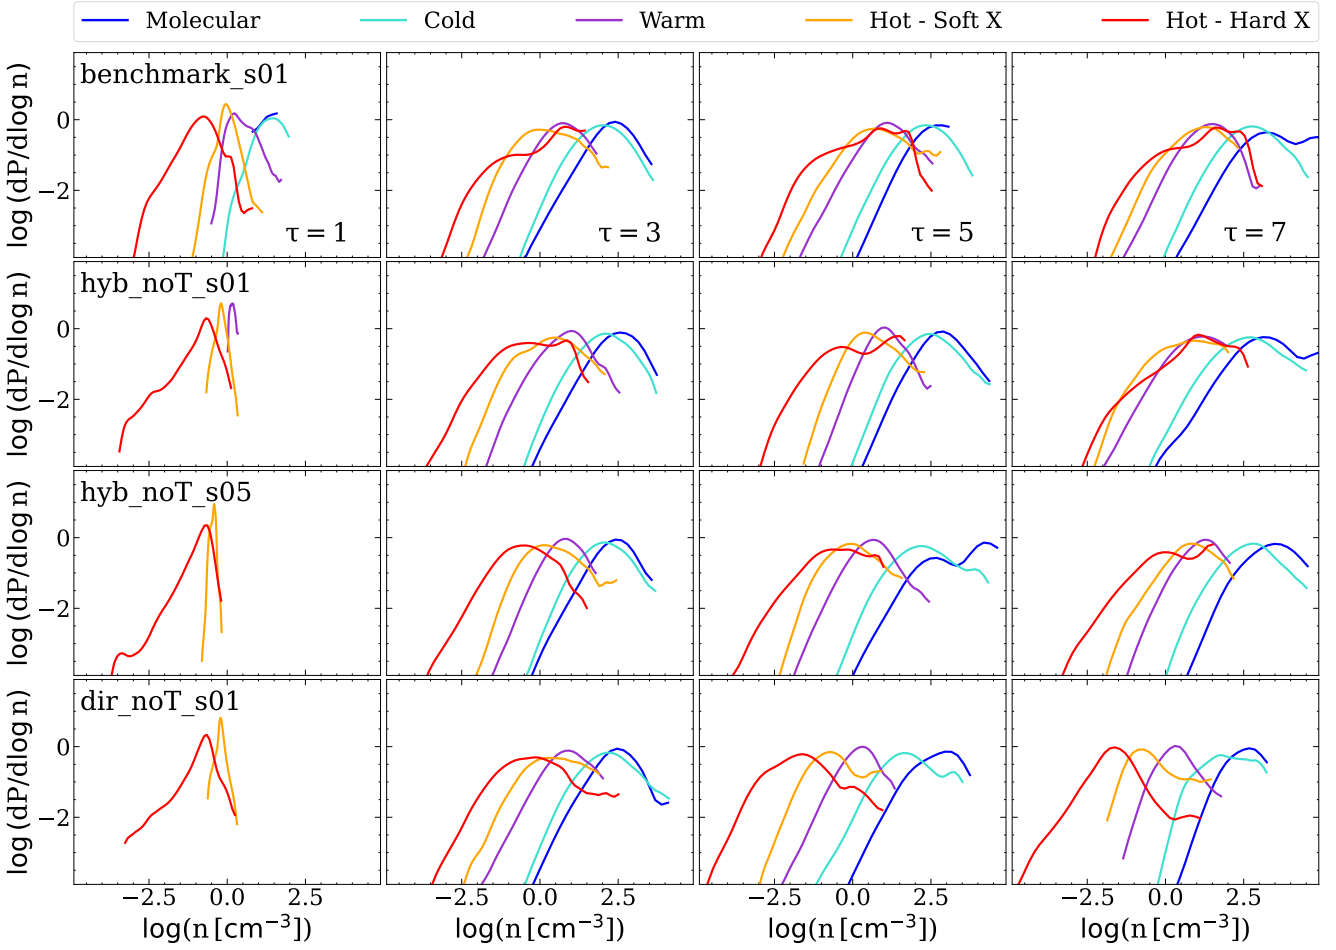 Molecular Cold Warm Hot - Soft X Hot - Hard X
benchmark_s01
log (dP/dlog n)
0
−2
τ = 1 τ = 3 τ = 5 τ = 7
hyb_noT_s01
log (dP/dlog n)
0
−2
hyb_noT_s05
log (dP/dlog n)
0
−2
dir_noT_s01
log (dP/dlog n)
0
−2
−2.5 0.0 2.5 −2.5 0.0 2.5 −2.5 0.0 2.5 −2.5 0.0 2.5
log(n [cm⁻³]) log(n [cm⁻³]) log(n [cm⁻³]) log(n [cm⁻³])